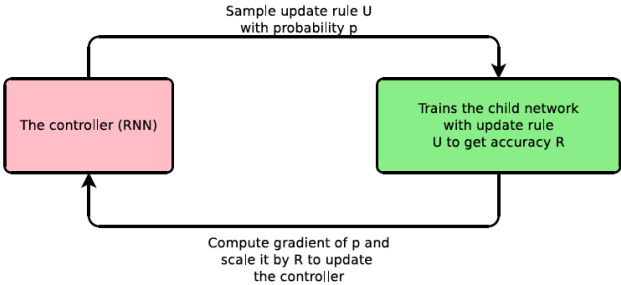 Sample update rule U
with probability p
The controller (RNN)
Trains the child network
with update rule
U to get accuracy R
Compute gradient of p and
scale it by R to update
the controller